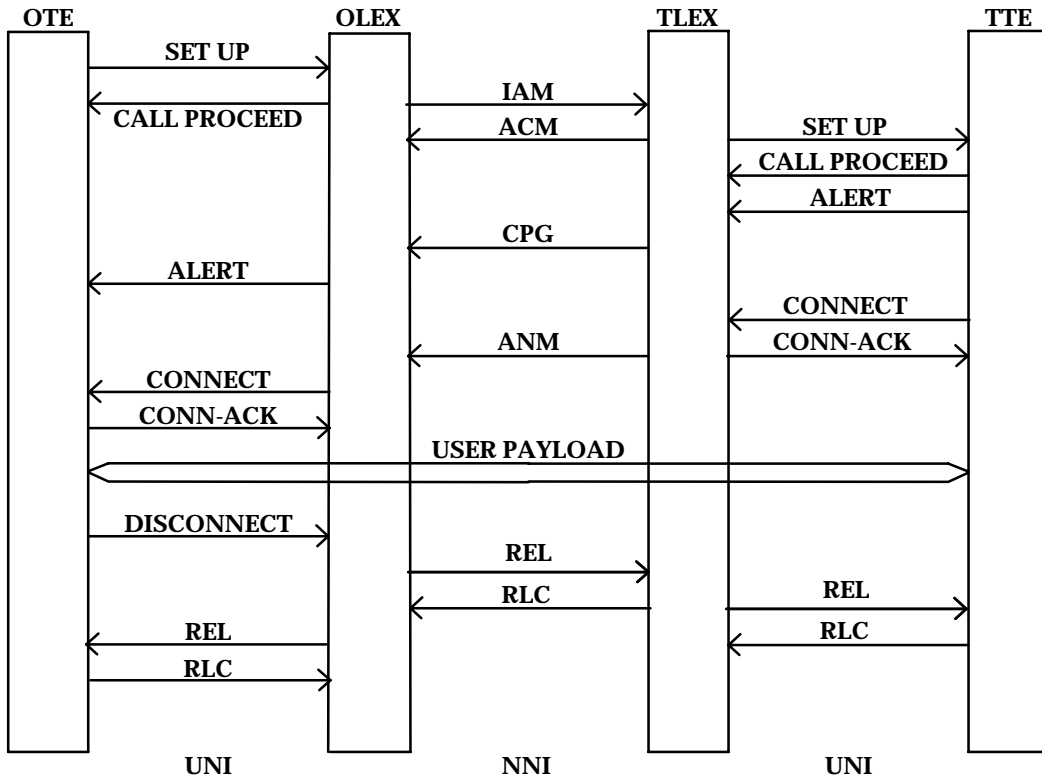 OTE OLEX TLEX TTE
SET UP
IAM
CALL PROCEED
ACM SET UP
CALL PROCEED
ALERT
CPG
ALERT
CONNECT
ANM CONN-ACK
CONNECT
CONN-ACK
USER PAYLOAD
DISCONNECT
REL
RLC REL
REL RLC
RLC
UNI NNI UNI